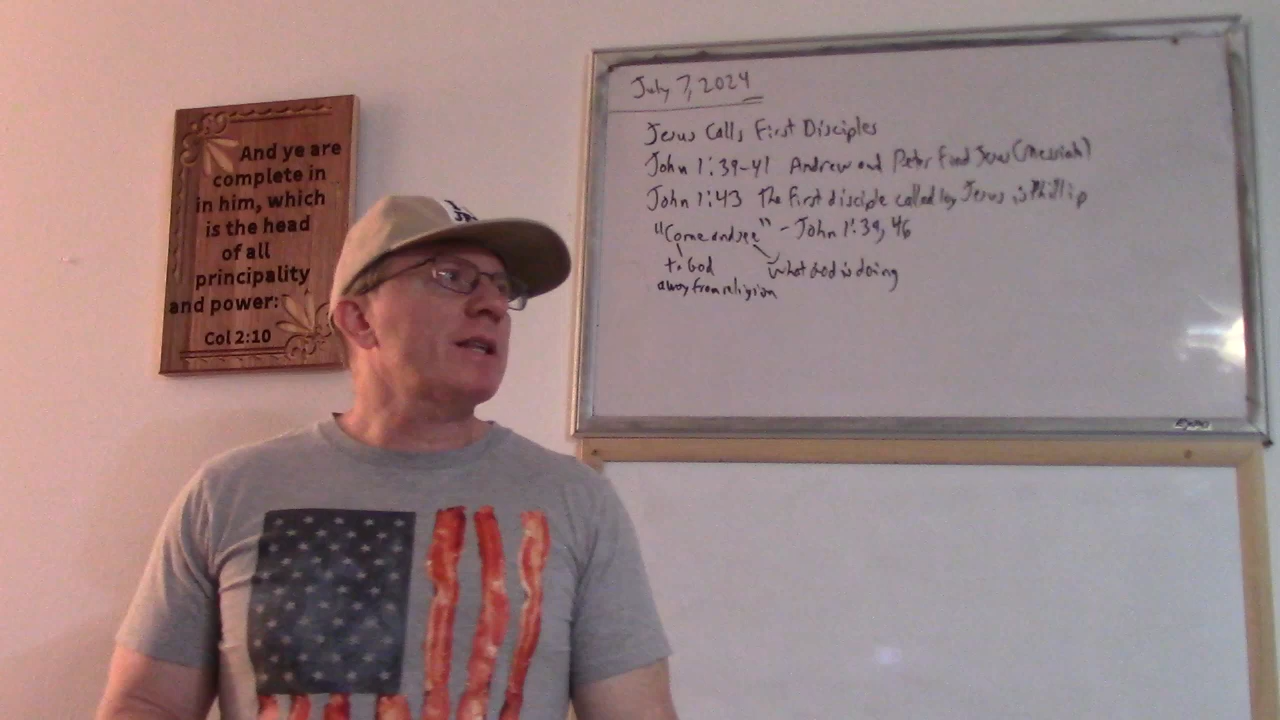 And ye are
complete in
in him, which
is the head
of all
principality
and power:
Col 2:10
July 7, 2024
Jesus Calls First Disciples
John 1:39-41 Andrew and Peter Find Jesus (Messiah)
John 1:43 The first disciple called by Jesus is Phillip
"Come and see" - John 1:39, 46
to God
what God is doing
away from religion